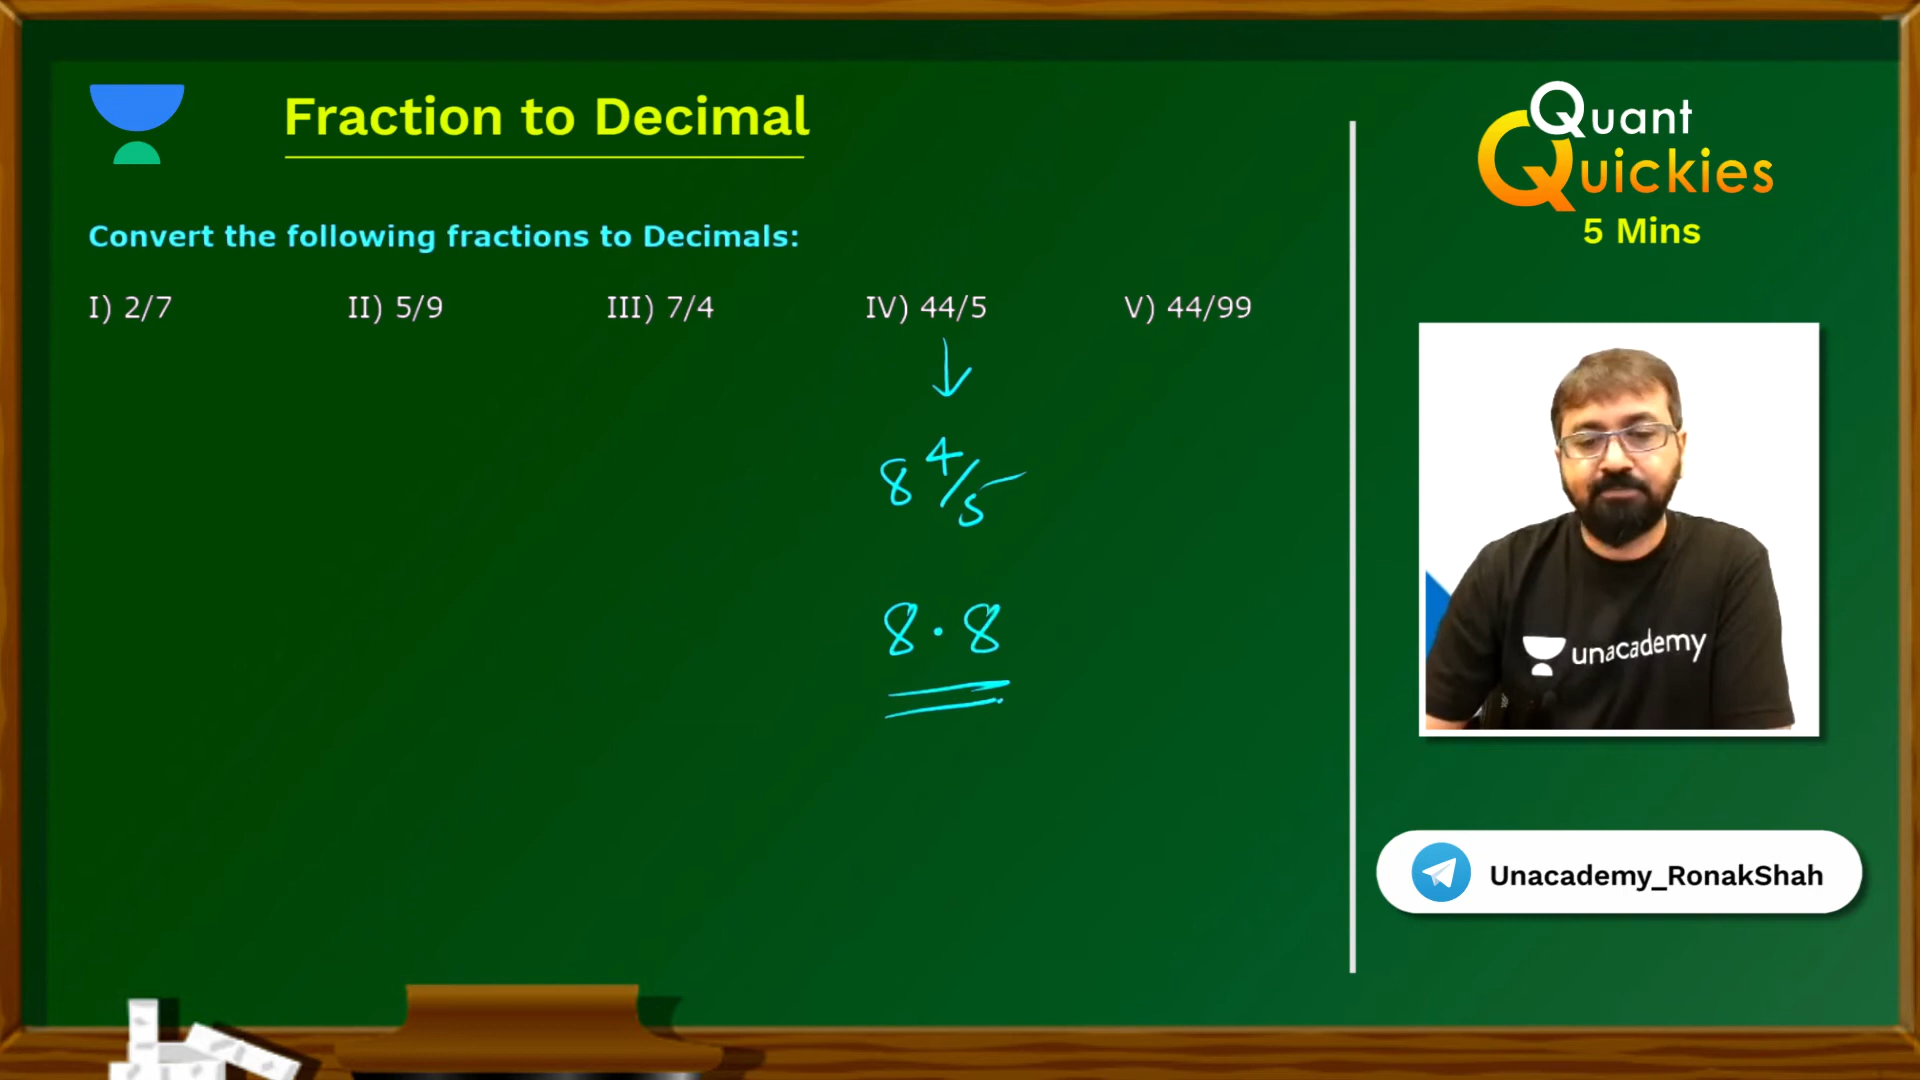 Fraction to Decimal
Convert the following fractions to Decimals:
I) 2/7 II) 5/9 III) 7/4 IV) 44/5 V) 44/99
8 4/5
8.8
Quant
Quickies
5 Mins
unacademy
Unacademy_RonakShah